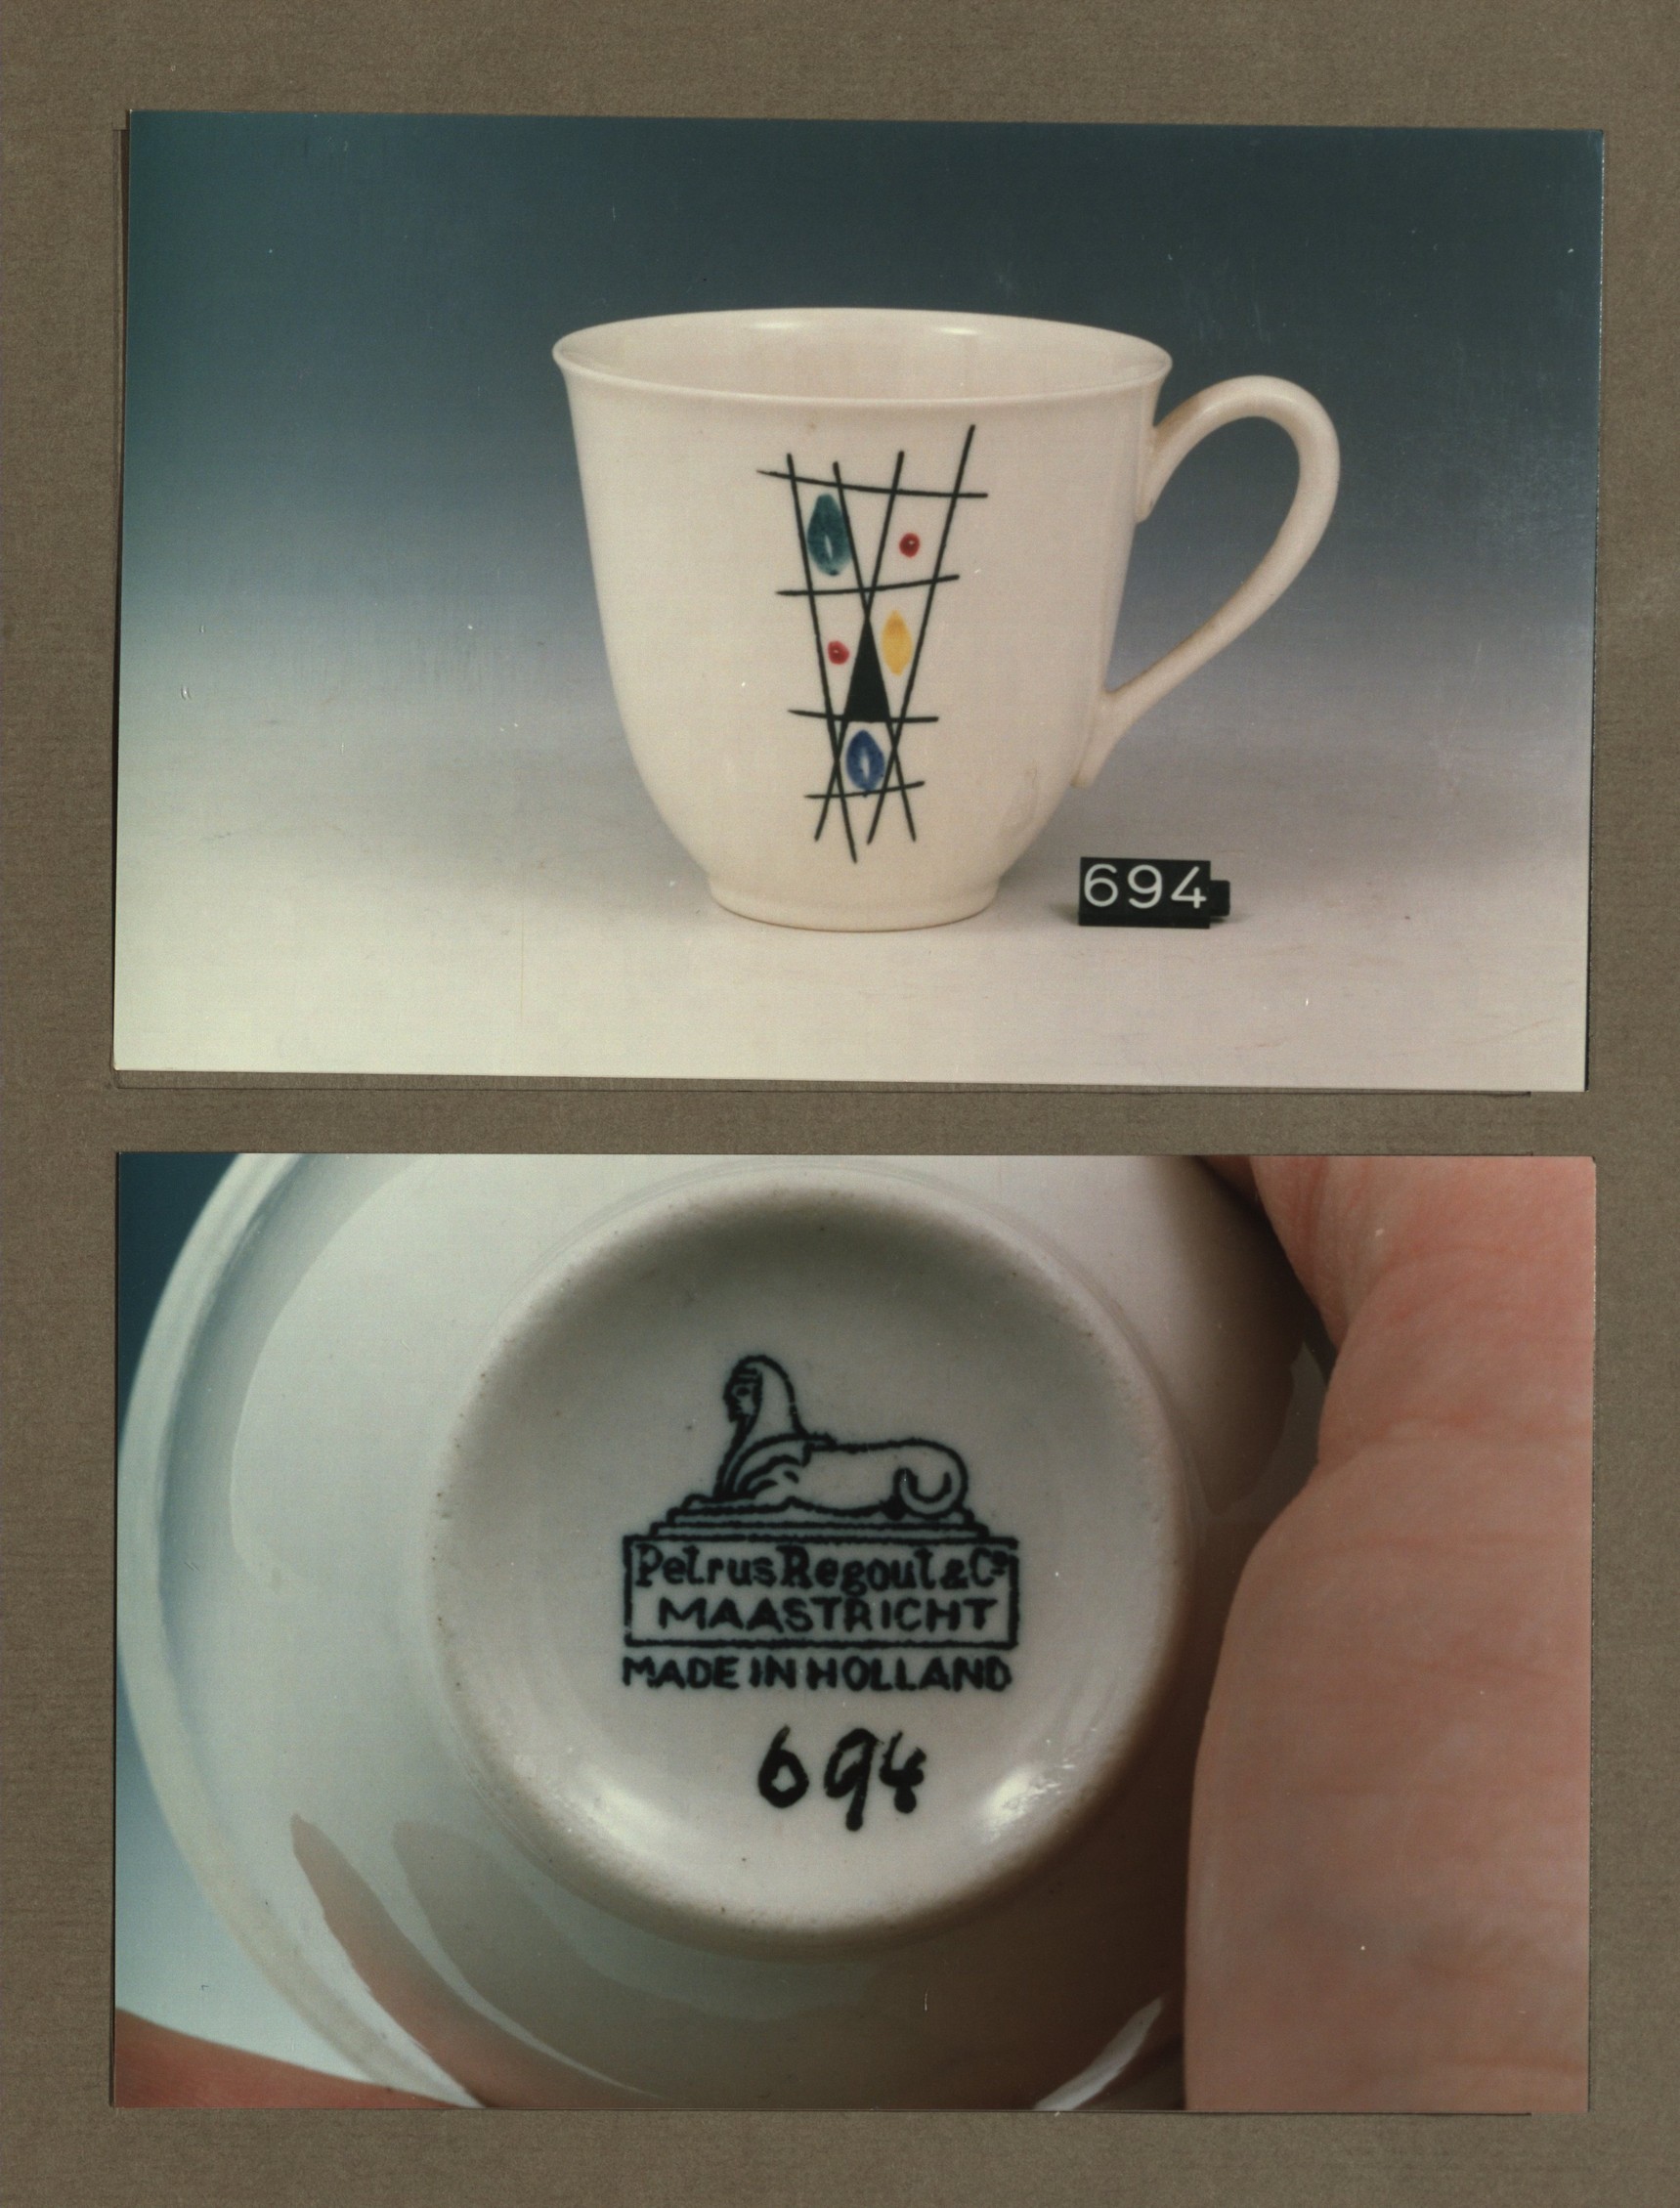 694
Petrus Regout & Co
MAASTRICHT
MADE IN HOLLAND
694